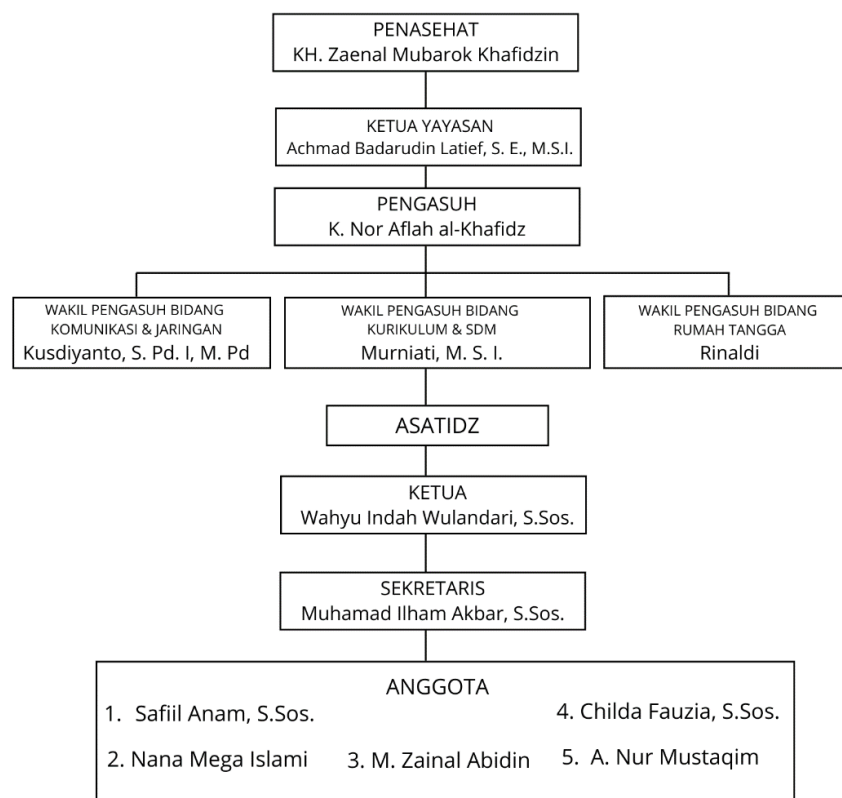 PENASEHAT
KH. Zaenal Mubarok Khafidzin
KETUA YAYASAN
Achmad Badarudin Latief, S. E., M.S.I.
PENGASUH
K. Nor Aflah al-Khafidz
WAKIL PENGASUH BIDANG
KOMUNIKASI & JARINGAN
Kusdiyanto, S. Pd. I, M. Pd
WAKIL PENGASUH BIDANG
KURIKULUM & SDM
Murniati, M. S. I.
WAKIL PENGASUH BIDANG
RUMAH TANGGA
Rinaldi
ASATIDZ
KETUA
Wahyu Indah Wulandari, S.Sos.
SEKRETARIS
Muhamad Ilham Akbar, S.Sos.
ANGGOTA
1. Safiil Anam, S.Sos.
2. Nana Mega Islami
3. M. Zainal Abidin
4. Childa Fauzia, S.Sos.
5. A. Nur Mustaqim